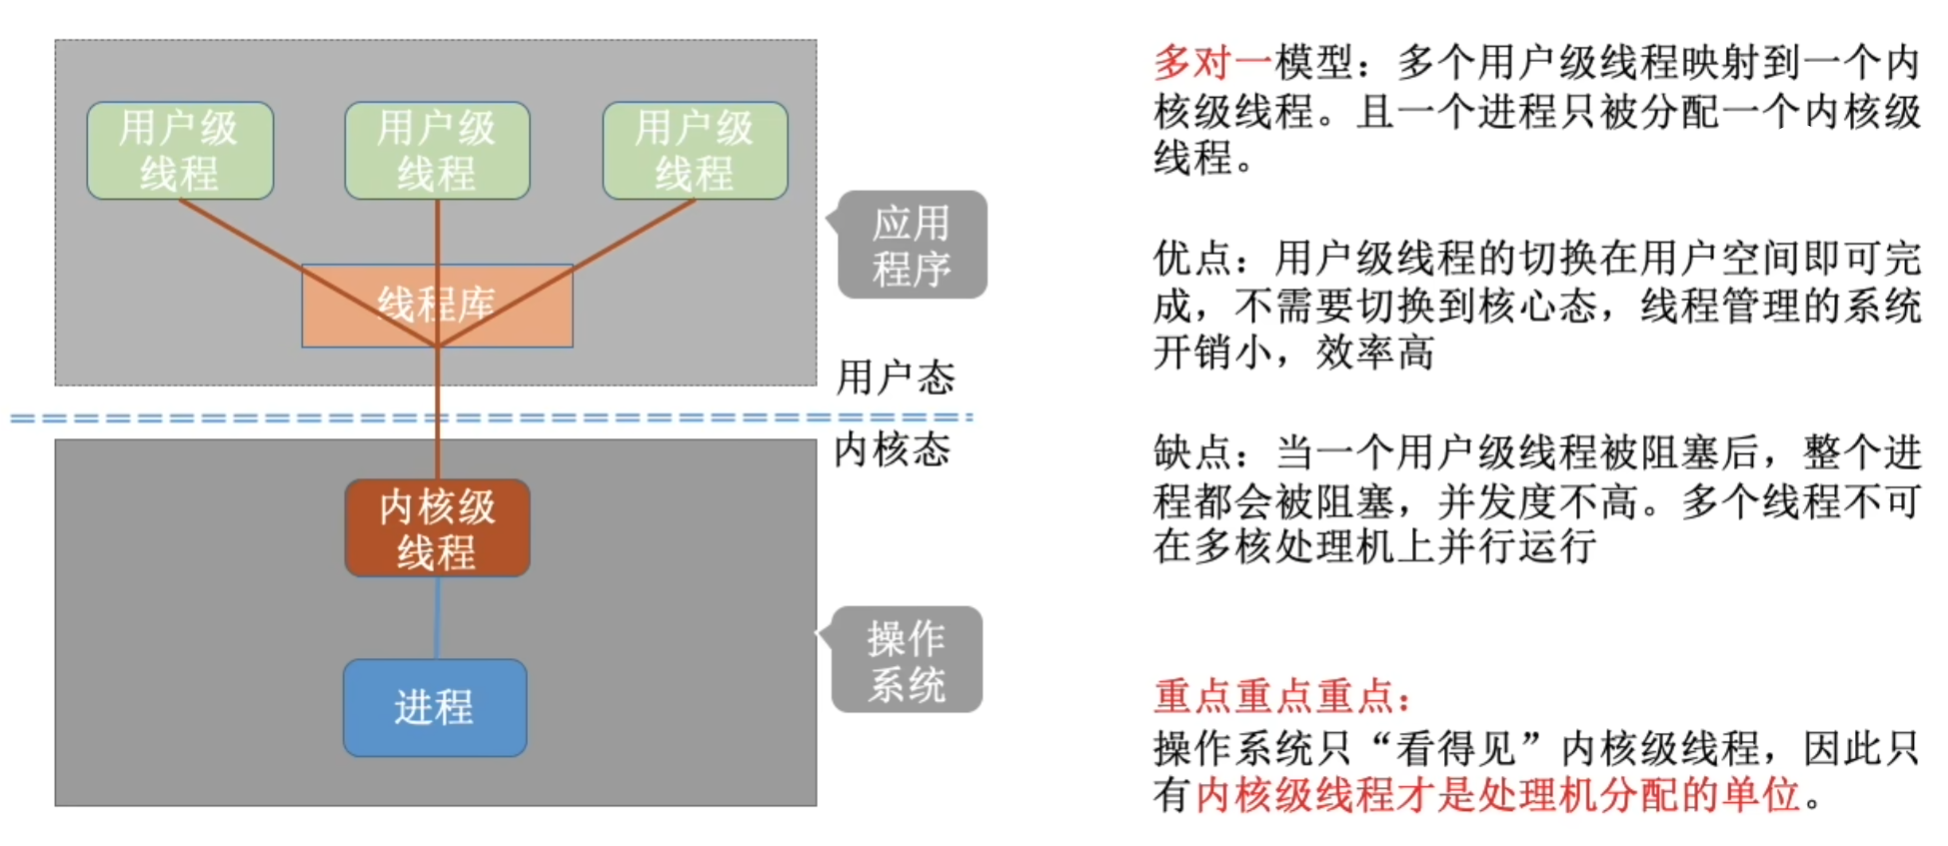 用户级
线程
用户级
线程
用户级
线程
线程库
应用
程序
用户态
内核态
内核级
线程
进程
操作
系统
多对一模型：多个用户级线程映射到一个内
核级线程。且一个进程只被分配一个内核级
线程。
优点：用户级线程的切换在用户空间即可完
成，不需要切换到核心态，线程管理的系统
开销小，效率高
缺点：当一个用户级线程被阻塞后，整个进
程都会被阻塞，并发度不高。多个线程不可
在多核处理机上并行运行
重点重点重点：
操作系统只“看得见”内核级线程，因此只
有内核级线程才是处理机分配的单位。